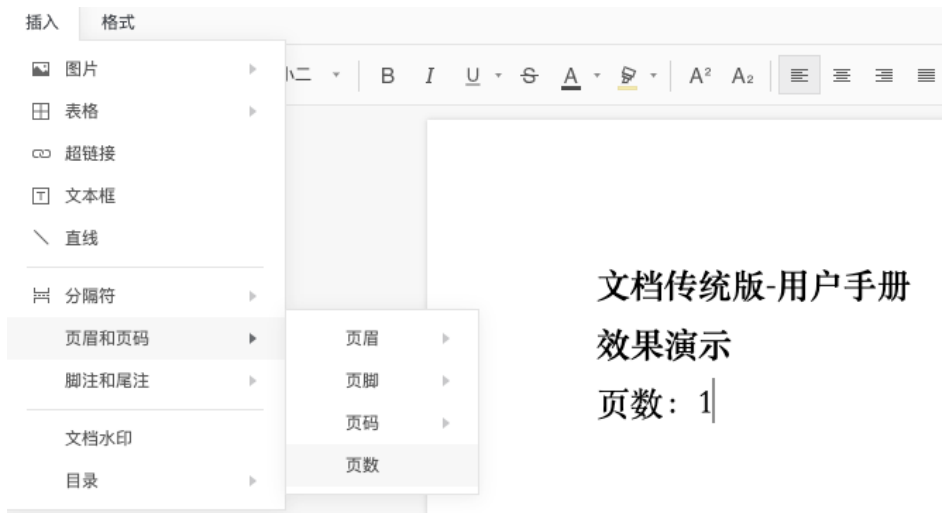 插入 格式
图片
表格
超链接
文本框
直线
分隔符
页眉和页码
脚注和尾注
文档水印
目录
页眉
页脚
页码
页数
B I U S A A² A₂
文档传统版-用户手册
效果演示
页数：1